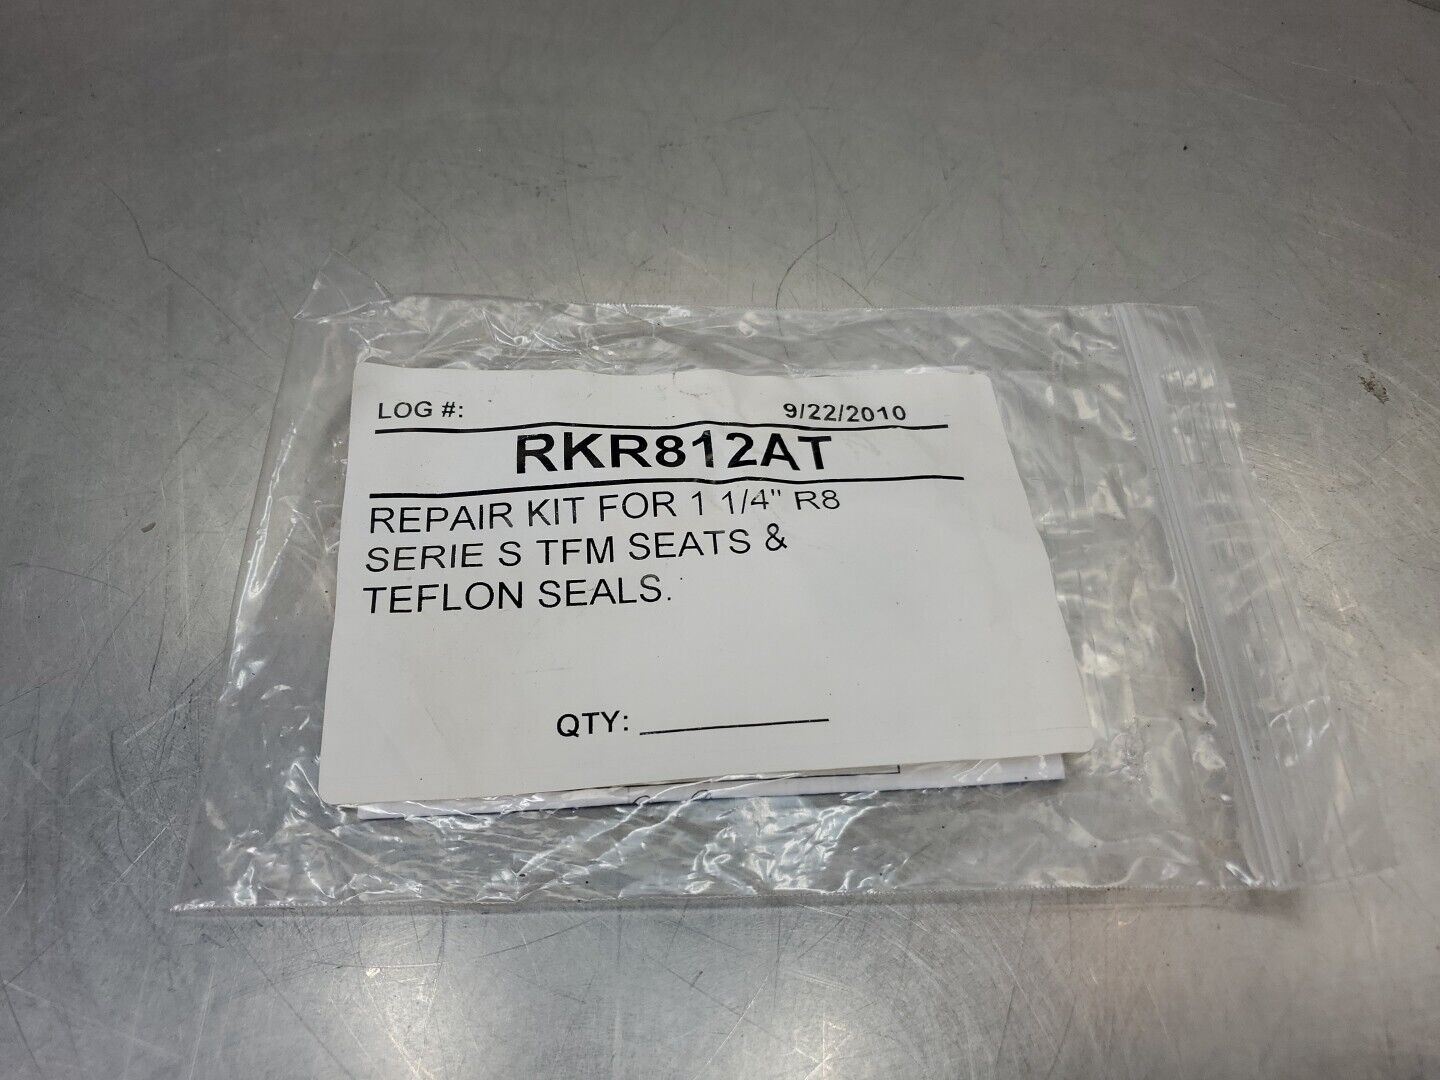 LOG #: 9/22/2010
RKR812AT
REPAIR KIT FOR 1 1/4" R8
SERIE S TFM SEATS &
TEFLON SEALS.
QTY: